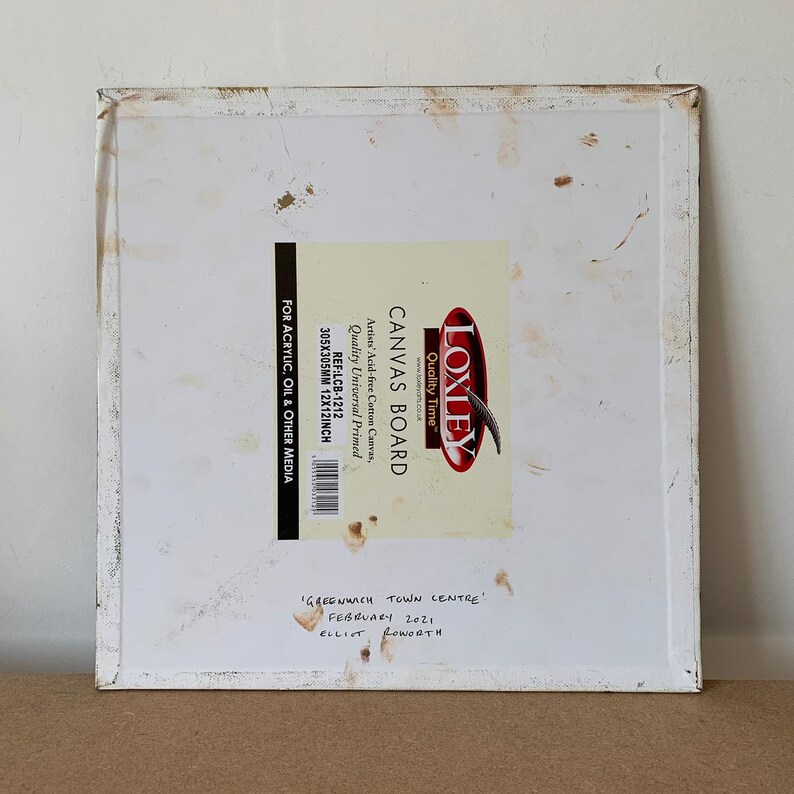 LOXLEY
Quality Time™
www.loxleyarts.co.uk
CANVAS BOARD
Artists' Acid-free Cotton Canvas,
Quality Universal Primed
REF:LCB-1212
305X305MM 12X12INCH
FOR ACRYLIC, OIL & OTHER MEDIA
'GREENWICH TOWN CENTRE'
FEBRUARY 2021
ELLIOT ROWORTH